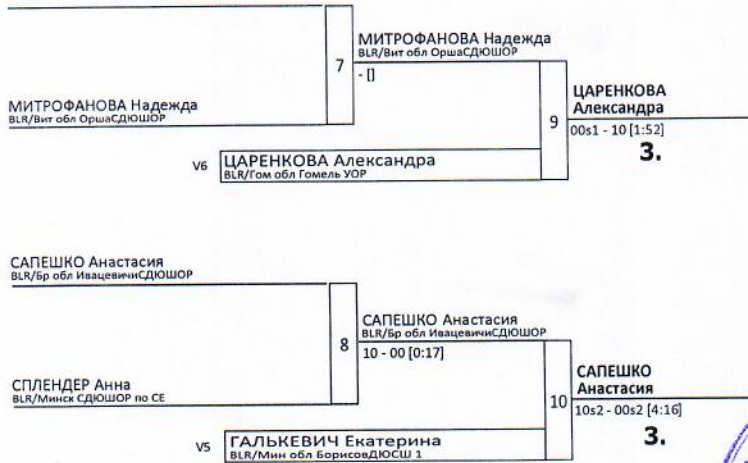 МИТРОФАНОВА Надежда
BLR/Вит обл ОршаСДЮШОР
7
- []
МИТРОФАНОВА Надежда
BLR/Вит обл ОршаСДЮШОР
ЦАРЕНКОВА
Александра
9
00s1 - 10 [1:52]
3.
V6
ЦАРЕНКОВА Александра
BLR/Гом обл Гомель УОР
САПЕШКО Анастасия
BLR/Бр обл ИвацевичиСДЮШОР
САПЕШКО Анастасия
BLR/Бр обл ИвацевичиСДЮШОР
8
10 - 00 [0:17]
СПЛЕНДЕР Анна
BLR/Минск СДЮШОР по СЕ
САПЕШКО
Анастасия
10
10s2 - 00s2 [4:16]
3.
V5
ГАЛЬКЕВИЧ Екатерина
BLR/Мин обл БорисовДЮСШ 1